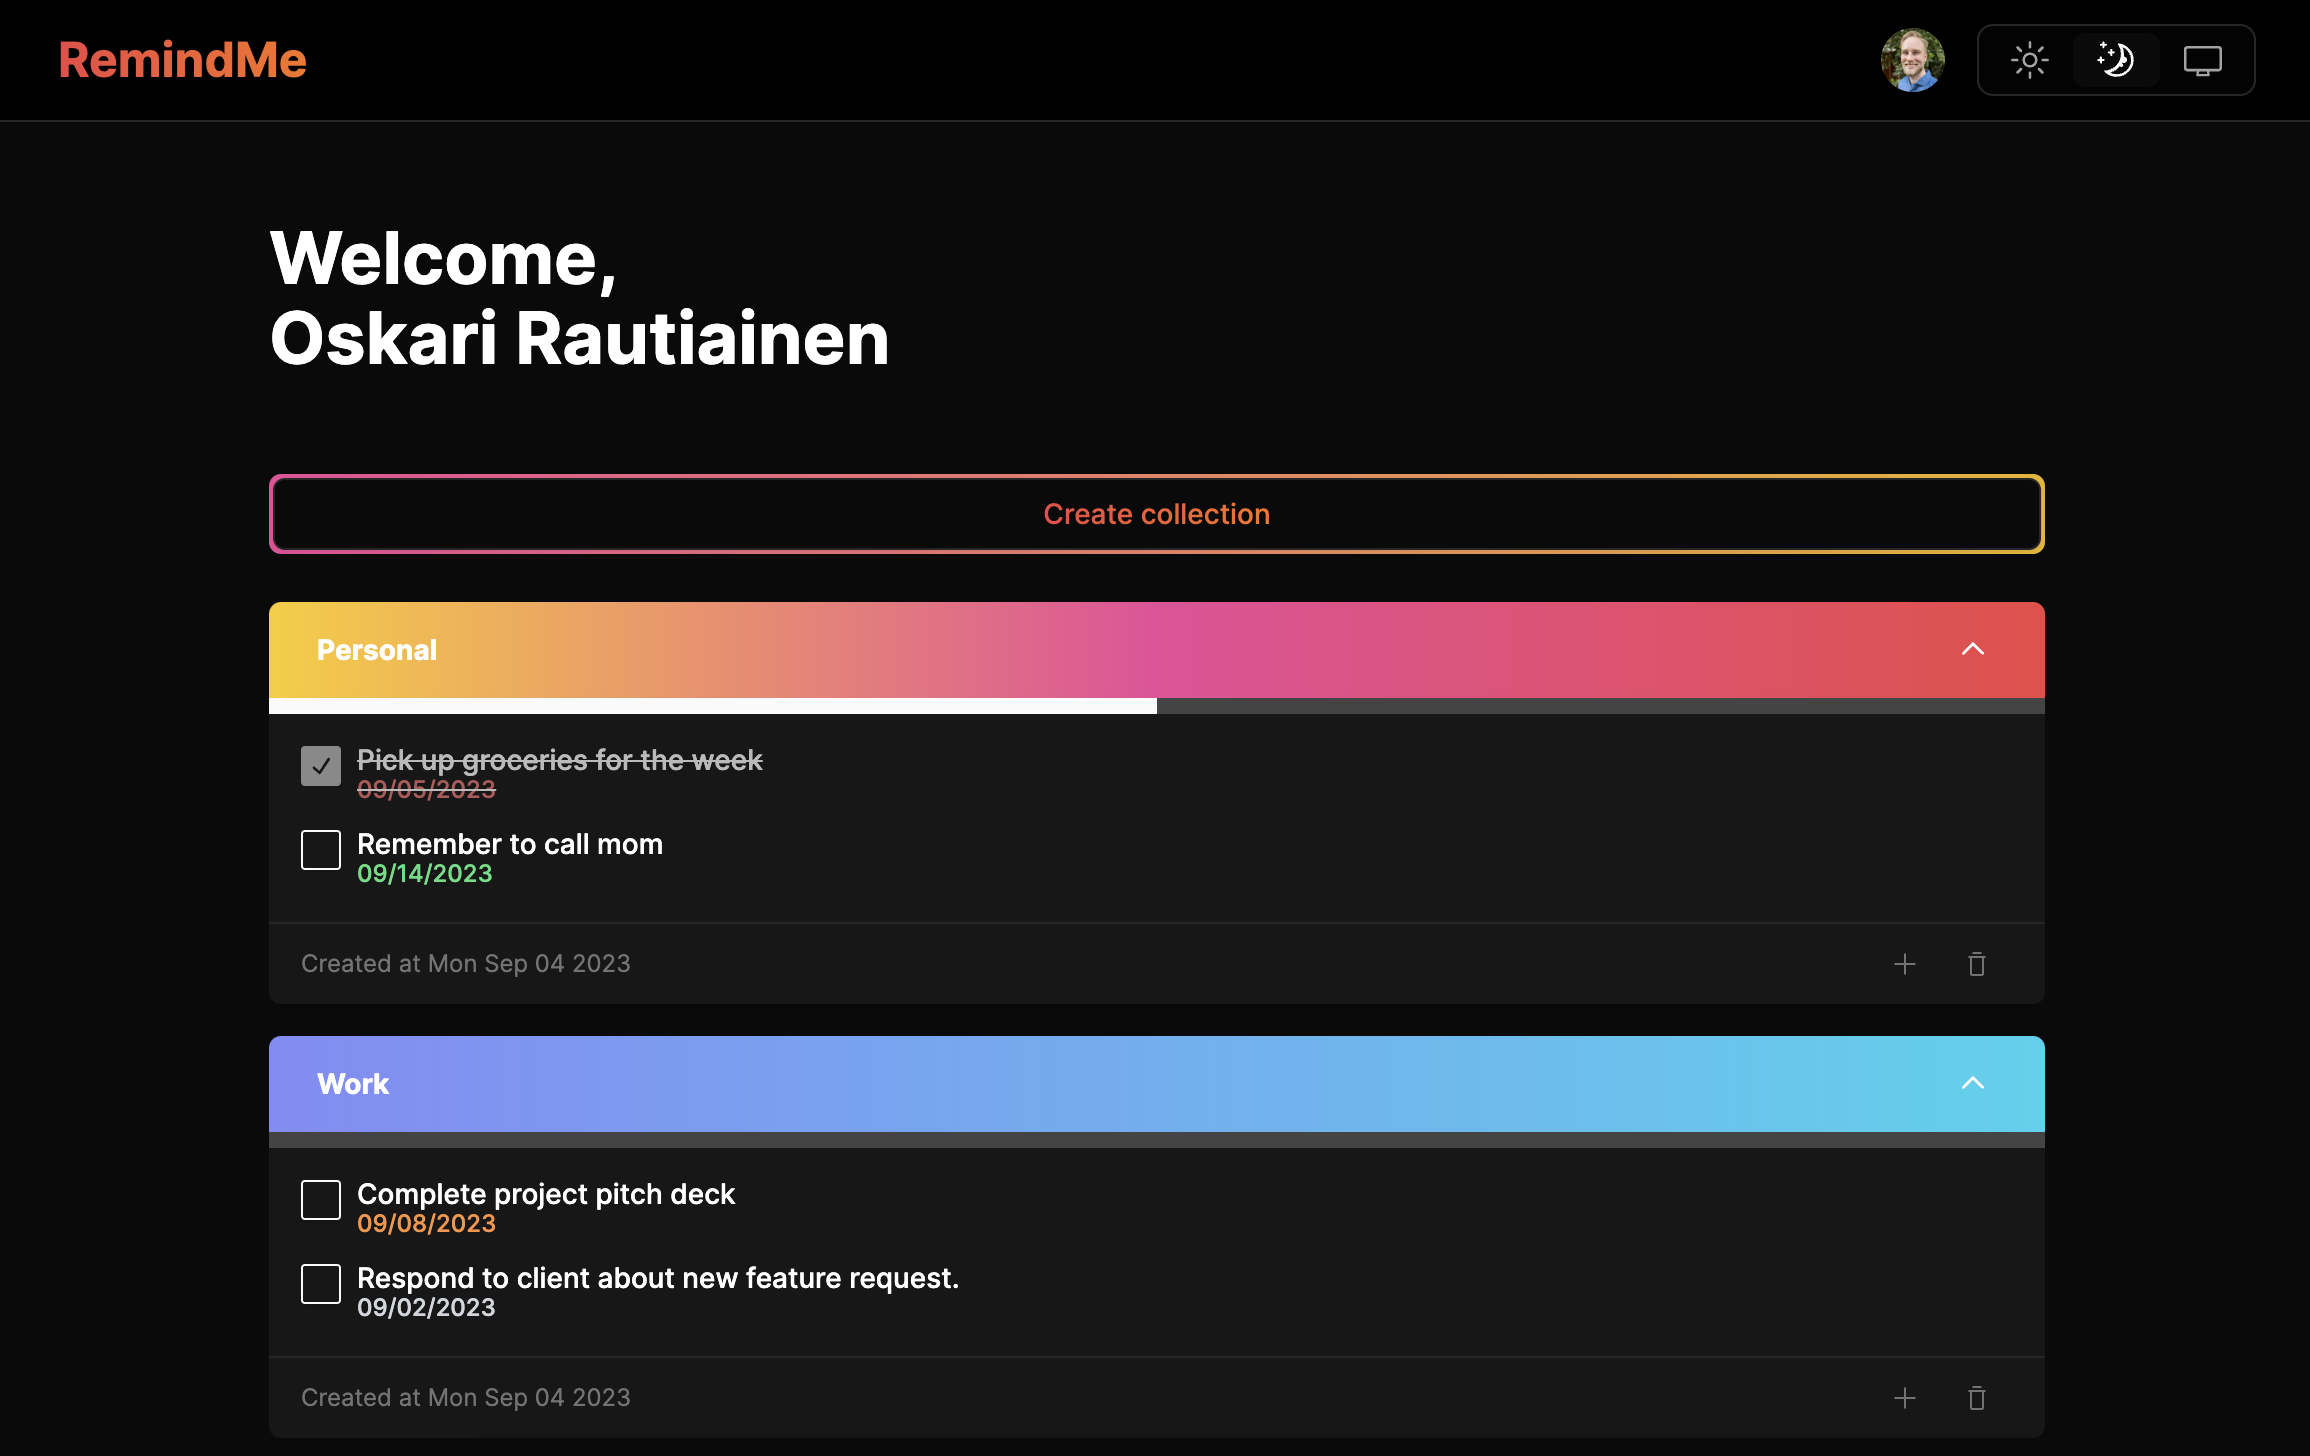 RemindMe
Welcome,
Oskari Rautiainen
Create collection
Personal
Pick up groceries for the week
09/05/2023
Remember to call mom
09/14/2023
Created at Mon Sep 04 2023
Work
Complete project pitch deck
09/08/2023
Respond to client about new feature request.
09/02/2023
Created at Mon Sep 04 2023